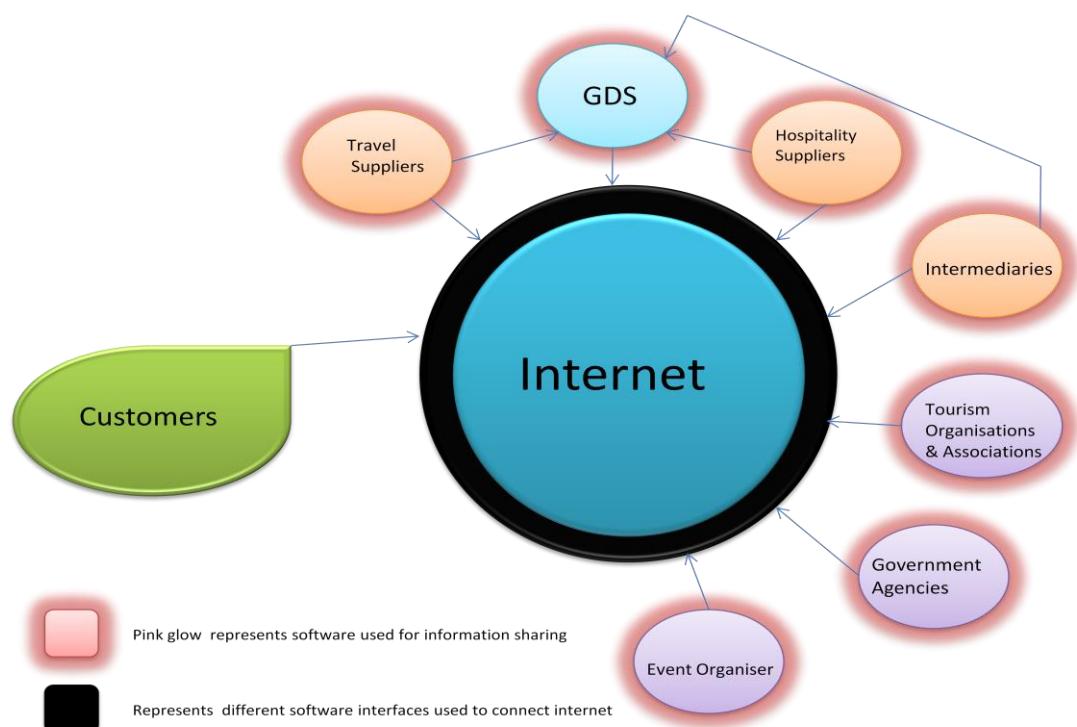 GDS
Travel
Suppliers
Hospitality
Suppliers
Intermediaries
Internet
Customers
Tourism
Organisations
& Associations
Government
Agencies
Event Organiser
Pink glow represents software used for information sharing
Represents different software interfaces used to connect internet